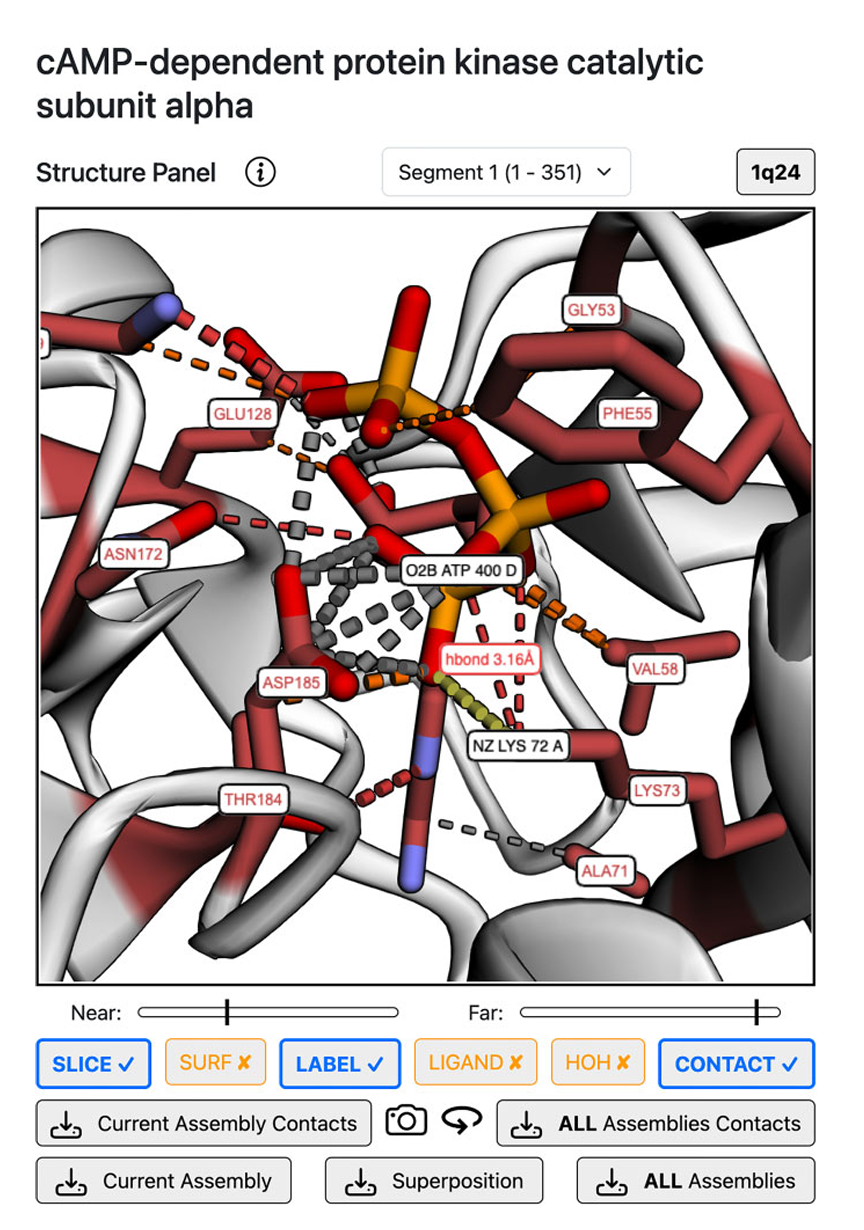 cAMP-dependent protein kinase catalytic
subunit alpha
Structure Panel
Segment 1 (1 - 351)
1q24
GLY53
9
GLU128
PHE55
ASN172
O2B ATP 400 D
hbond 3.16Å
VAL58
ASP185
NZ LYS 72 A
THR184
LYS73
ALA71
Near:
Far:
SLICE ✓
SURF ✘
LABEL ✓
LIGAND ✘
HOH ✘
CONTACT ✓
Current Assembly Contacts
ALL Assemblies Contacts
Current Assembly
Superposition
ALL Assemblies